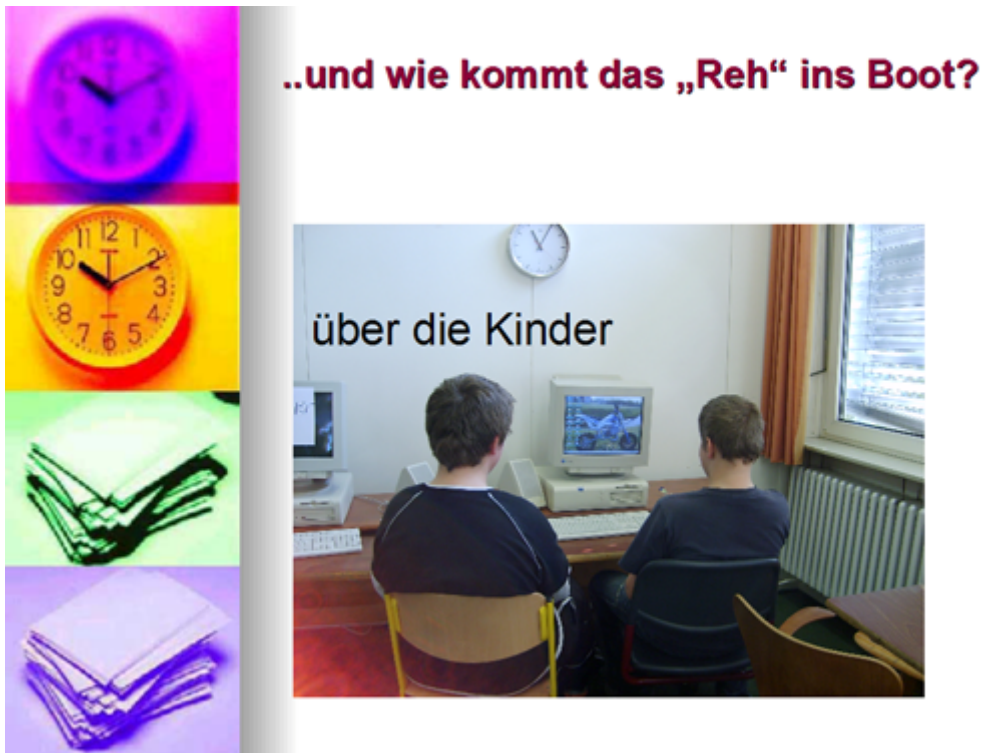 ..und wie kommt das „Reh“ ins Boot?
über die Kinder